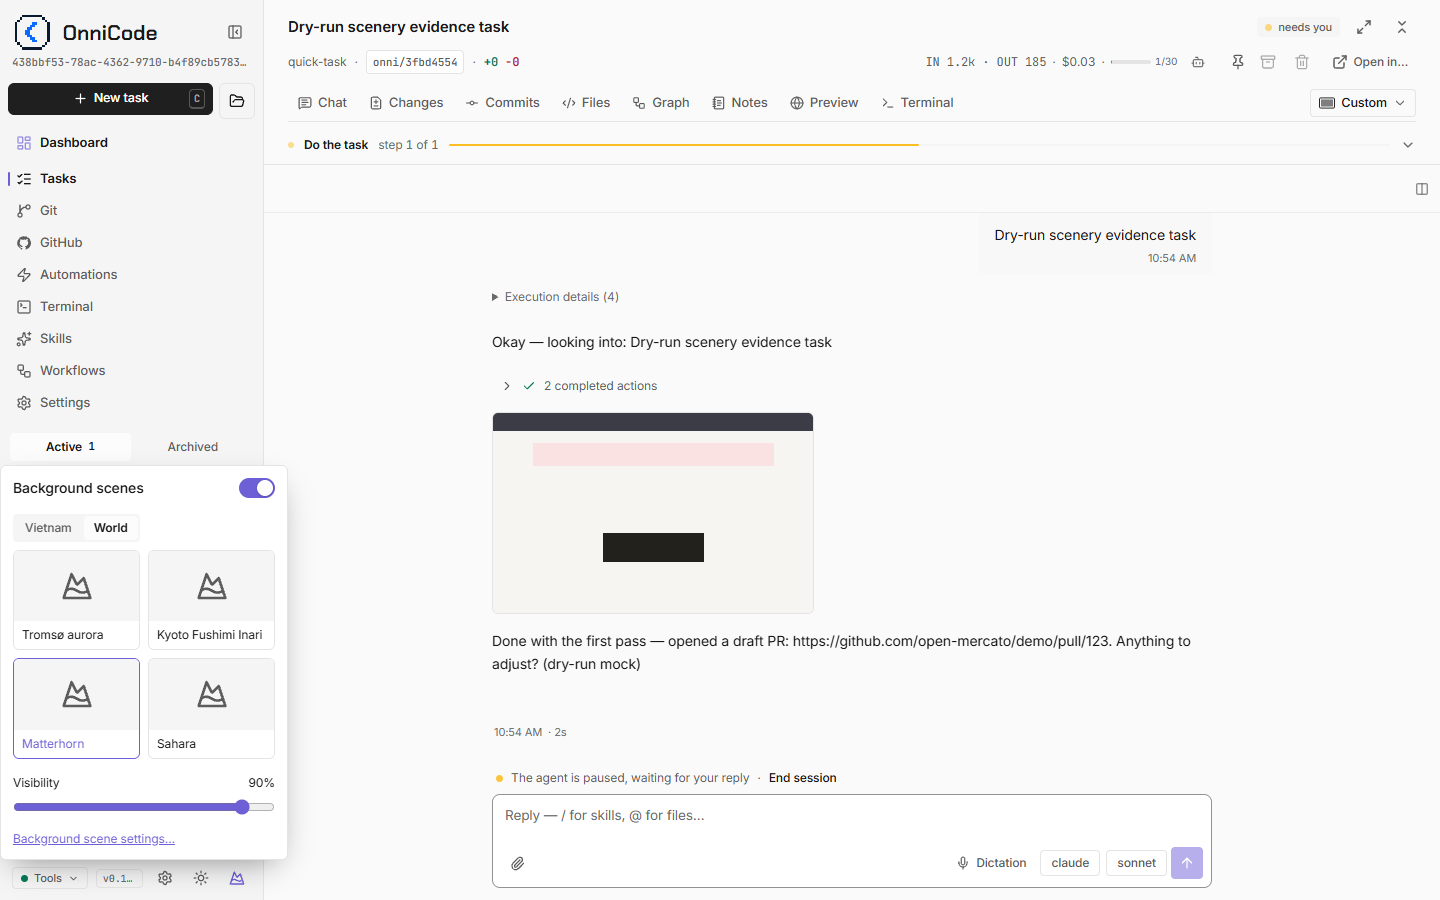 OnniCode
438bbf53-78ac-4362-9710-b4f89cb5783…
New task C
Dashboard
Tasks
Git
GitHub
Automations
Terminal
Skills
Workflows
Settings
Active 1
Archived
Background scenes
Vietnam
World
Tromsø aurora
Kyoto Fushimi Inari
Matterhorn
Sahara
Visibility 90%
Background scene settings...
Tools
v0.1…
Dry-run scenery evidence task
needs you
quick-task · onni/3fbd4554 · +0 -0
IN 1.2k · OUT 185 · $0.03 · 1/30
Open in...
Chat
Changes
Commits
Files
Graph
Notes
Preview
Terminal
Custom
Do the task step 1 of 1
Dry-run scenery evidence task
10:54 AM
Execution details (4)
Okay — looking into: Dry-run scenery evidence task
2 completed actions
Done with the first pass — opened a draft PR: https://github.com/open-mercato/demo/pull/123. Anything to
adjust? (dry-run mock)
10:54 AM · 2s
The agent is paused, waiting for your reply · End session
Reply — / for skills, @ for files...
Dictation
claude
sonnet